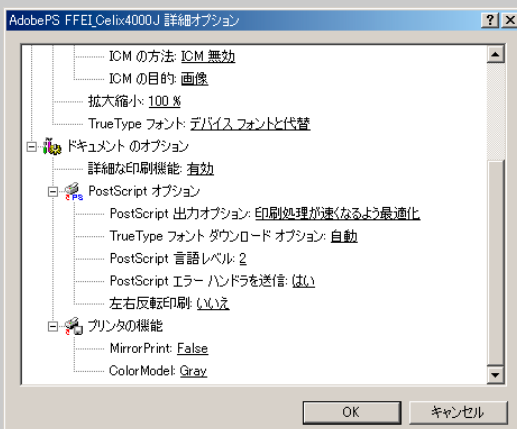 AdobePS FFEI_Celix4000J 詳細オプション
ICM の方法: ICM 無効
ICM の目的: 画像
拡大縮小: 100 %
TrueType フォント: デバイス フォントと代替
ドキュメント のオプション
詳細な印刷機能: 有効
PostScript オプション
PostScript 出力オプション: 印刷処理が速くなるよう最適化
TrueType フォント ダウンロード オプション: 自動
PostScript 言語レベル: 2
PostScript エラー ハンドラを送信: はい
左右反転印刷: いいえ
プリンタの機能
MirrorPrint: False
ColorModel: Gray
OK キャンセル